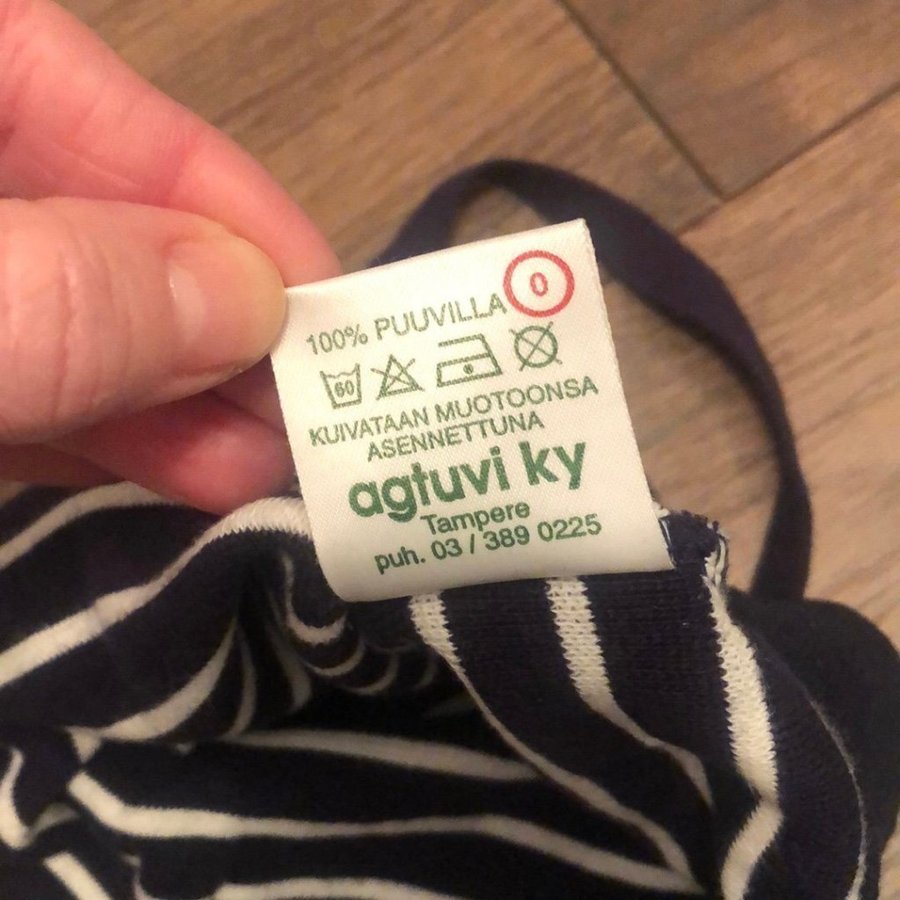 100% PUUVILLA 0
60
KUIVATAAN MUOTOONSA
ASENNETTUNA
agtuvi ky
Tampere
puh. 03 / 389 0225